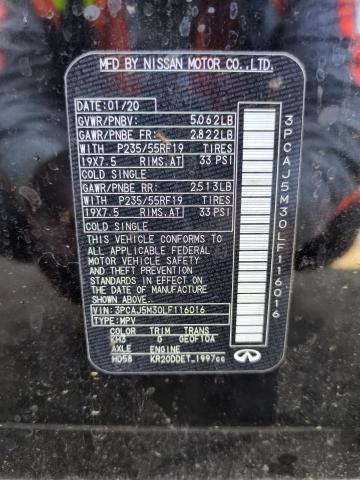 MFD BY NISSAN MOTOR CO.,LTD.
DATE:01/20
GVWR/PNBV: 5,062LB
GAWR/PNBE FR: 2,822LB
WITH P235/55RF19 TIRES
19X7.5 RIMS.AT 33 PSI
COLD SINGLE
GAWR/PNBE RR: 2,513LB
WITH P235/55RF19 TIRES
19X7.5 RIMS.AT 33 PSI
COLD SINGLE
THIS VEHICLE CONFORMS TO
ALL APPLICABLE FEDERAL
MOTOR VEHICLE SAFETY
AND THEFT PREVENTION
STANDARDS IN EFFECT ON
THE DATE OF MANUFACTURE
SHOWN ABOVE.
VIN: 3PCAJ5M30LF116016
TYPE:MPV
COLOR TRIM TRANS
KH3 G 0E0F10A
AXLE ENGINE
HD58 KR20DDET_1997cc
3PCAJ5M30LF116016